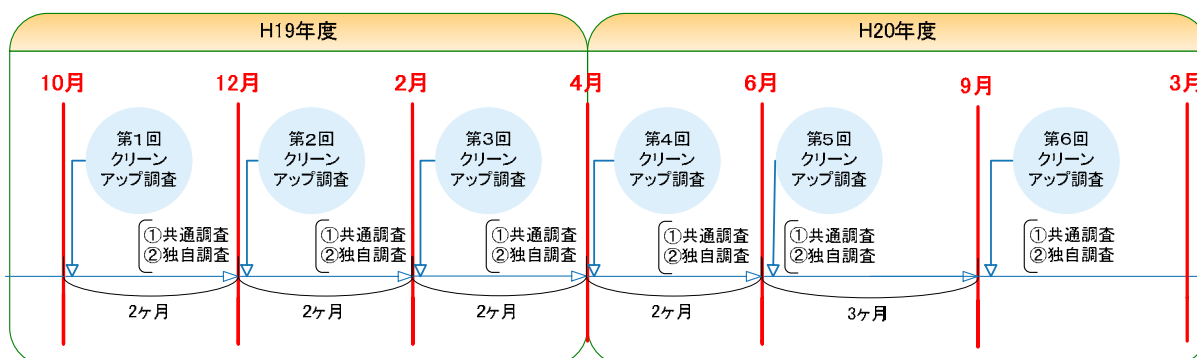 H19年度
H20年度
10月
12月
2月
4月
6月
9月
3月
第1回
クリーン
アップ調査
第2回
クリーン
アップ調査
第3回
クリーン
アップ調査
第4回
クリーン
アップ調査
第5回
クリーン
アップ調査
第6回
クリーン
アップ調査
①共通調査
②独自調査
①共通調査
②独自調査
①共通調査
②独自調査
①共通調査
②独自調査
①共通調査
②独自調査
①共通調査
②独自調査
2ケ月
2ケ月
2ケ月
2ケ月
3ケ月